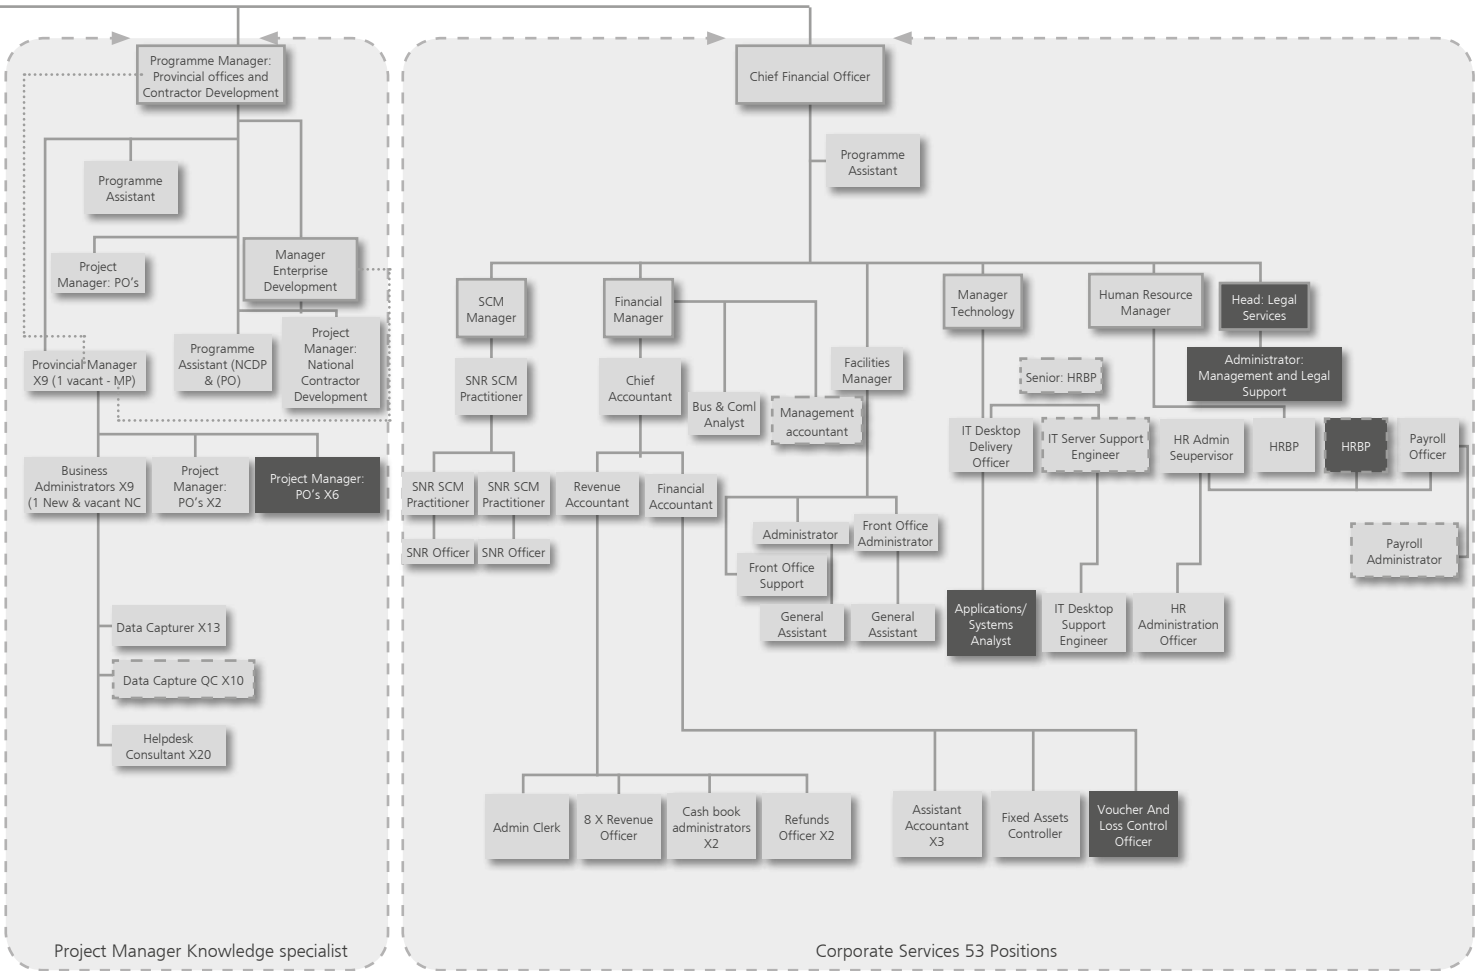 Programme Manager:
Provincial offices and
Contractor Development
Programme
Assistant
Project
Manager: PO's
Manager
Enterprise
Development
Provincial Manager
X9 (1 vacant - MP)
Programme
Assistant (NCDP
& (PO)
Project
Manager:
National
Contractor
Development
Business
Administrators X9
(1 New & vacant NC
Project
Manager:
PO's X2
Project Manager:
PO's X6
Data Capturer X13
Data Capture QC X10
Helpdesk
Consultant X20
Project Manager Knowledge specialist
Chief Financial Officer
Programme
Assistant
SCM
Manager
Financial
Manager
Facilities
Manager
Manager
Technology
Human Resource
Manager
Head: Legal
Services
Administrator:
Management and Legal
Support
SNR SCM
Practitioner
Chief
Accountant
Bus & Coml
Analyst
Management
accountant
Senior: HRBP
IT Desktop
Delivery
Officer
IT Server Support
Engineer
HR Admin
Seupervisor
HRBP
HRBP
Payroll
Officer
SNR SCM
Practitioner
SNR SCM
Practitioner
Revenue
Accountant
Financial
Accountant
SNR Officer
SNR Officer
Administrator
Front Office
Administrator
Front Office
Support
General
Assistant
General
Assistant
Payroll
Administrator
Applications/
Systems
Analyst
IT Desktop
Support
Engineer
HR
Administration
Officer
Admin Clerk
8 X Revenue
Officer
Cash book
administrators
X2
Refunds
Officer X2
Assistant
Accountant
X3
Fixed Assets
Controller
Voucher And
Loss Control
Officer
Corporate Services 53 Positions